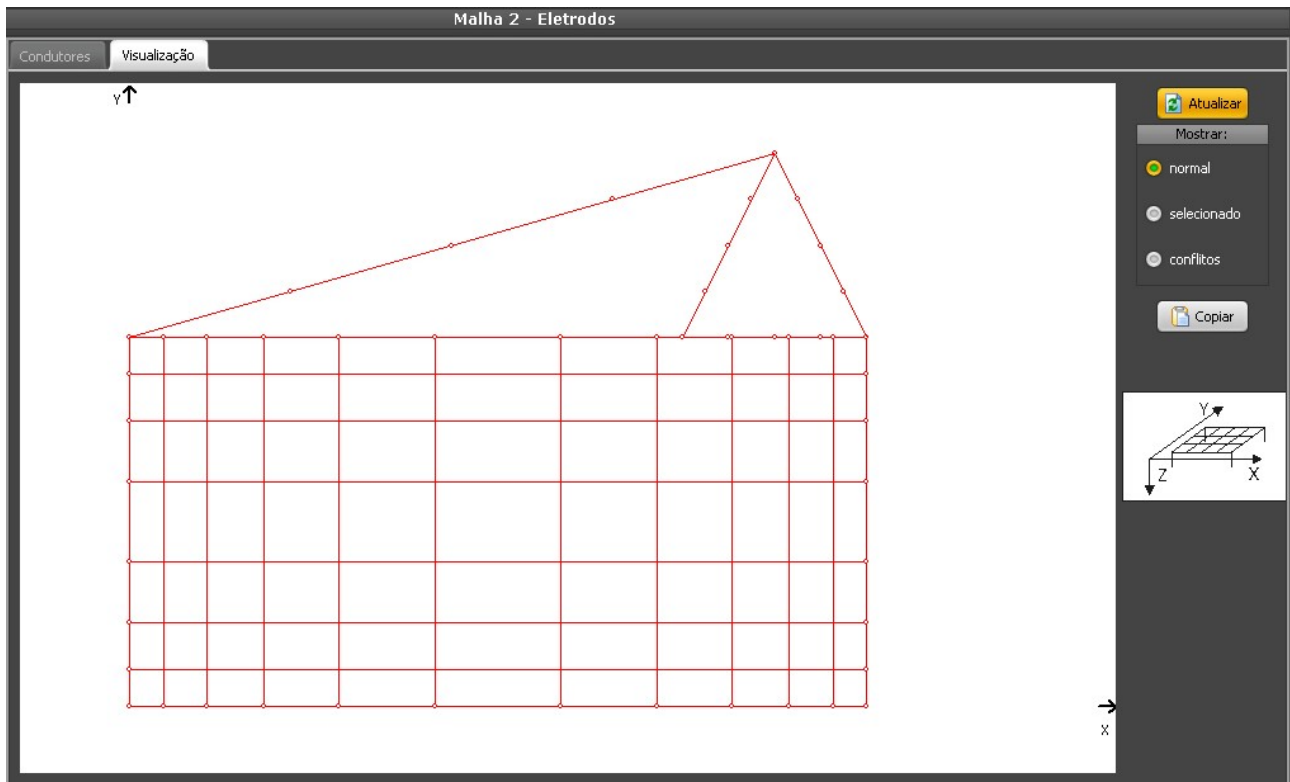 Malha 2 - Eletrodos
Condutores
Visualização
Y
X
Atualizar
Mostrar:
normal
selecionado
conflitos
Copiar
Y
Z
X